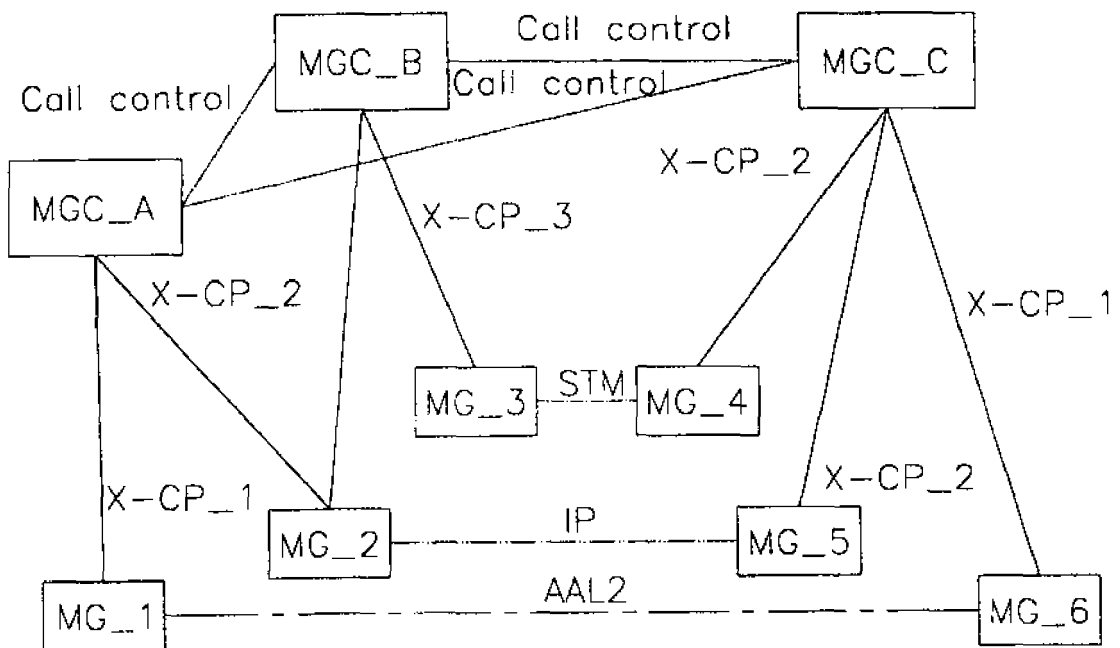 Call control
MGC_B
MGC_C
Call control
Call control
MGC_A
X-CP_2
X-CP_3
X-CP_2
X-CP_1
MG_3
STM
MG_4
X-CP_1
X-CP_2
MG_2
IP
MG_5
MG_1
AAL2
MG_6